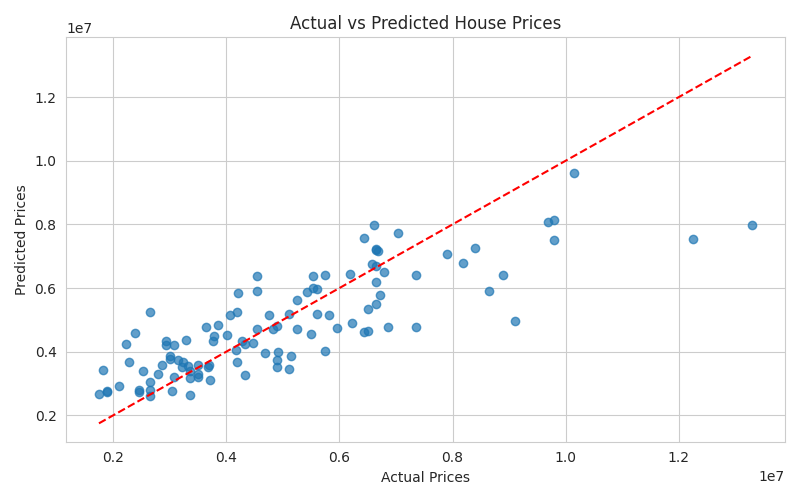 Actual vs Predicted House Prices
1e7
1.2
1.0
0.8
0.6
0.4
0.2
Predicted Prices
0.2 0.4 0.6 0.8 1.0 1.2
1e7
Actual Prices